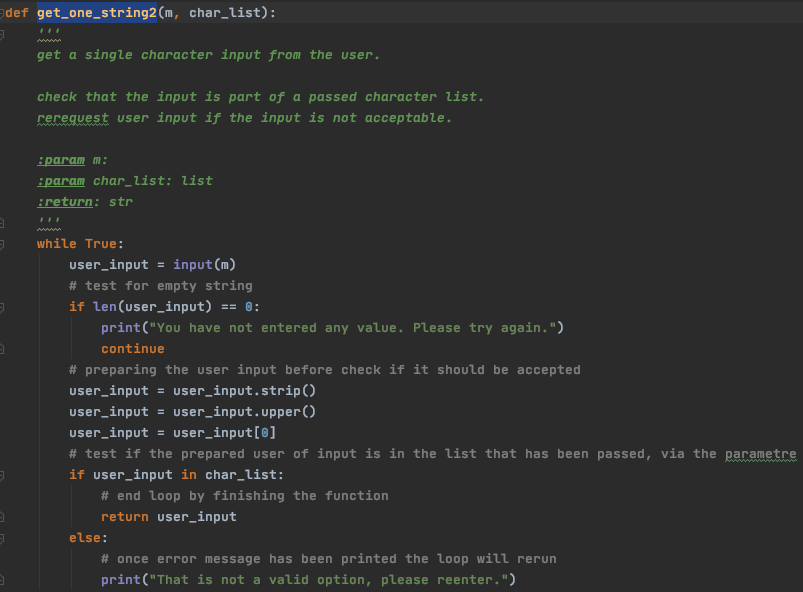 def get_one_string2(m, char_list):
    '''
    get a single character input from the user.

    check that the input is part of a passed character list.
    rerequest user input if the input is not acceptable.

    :param m:
    :param char_list: list
    :return: str
    '''
    while True:
        user_input = input(m)
        # test for empty string
        if len(user_input) == 0:
            print("You have not entered any value. Please try again.")
            continue
        # preparing the user input before check if it should be accepted
        user_input = user_input.strip()
        user_input = user_input.upper()
        user_input = user_input[0]
        # test if the prepared user of input is in the list that has been passed, via the parametre
        if user_input in char_list:
            # end loop by finishing the function
            return user_input
        else:
            # once error message has been printed the loop will rerun
            print("That is not a valid option, please reenter.")